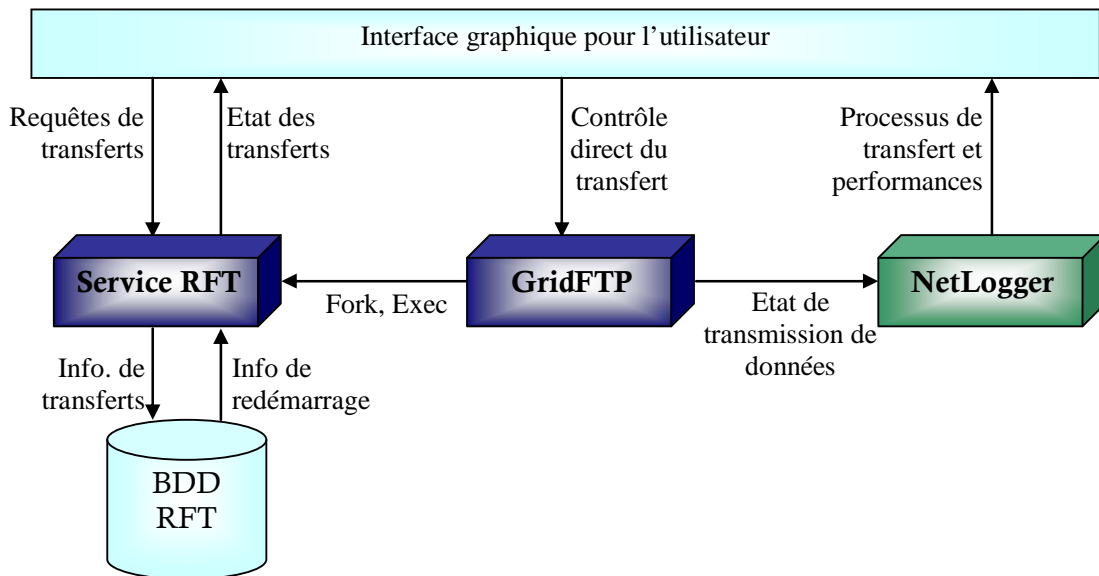 Interface graphique pour l'utilisateur
Requêtes de
transferts
Etat des
transferts
Contrôle
direct du
transfert
Processus de
transfert et
performances
Service RFT
GridFTP
NetLogger
Fork, Exec
Etat de
transmission de
données
Info. de
transferts
Info de
redémarrage
BDD
RFT